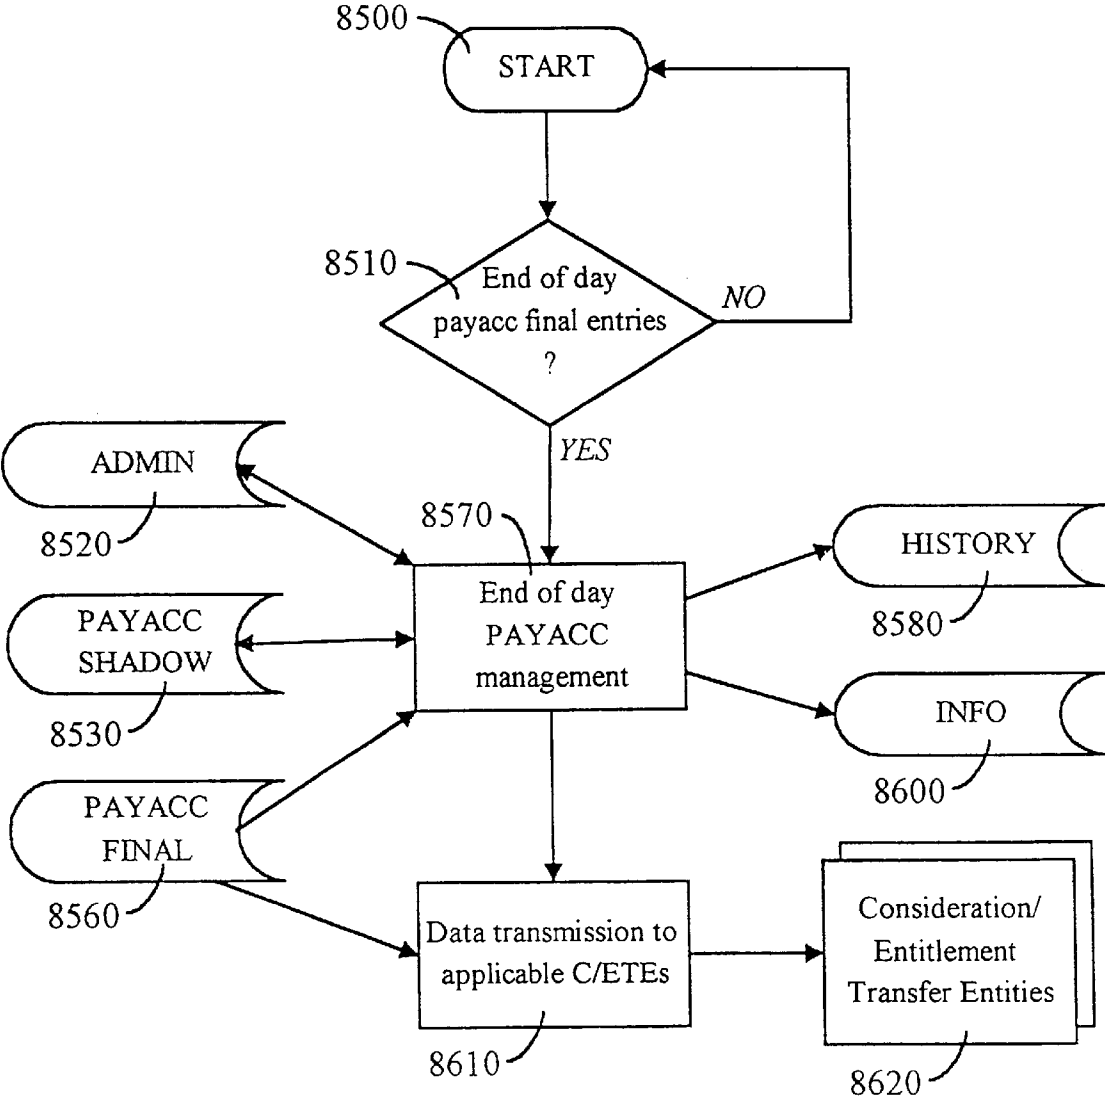 8500
START
8510
End of day
payacc final entries
?
NO
YES
ADMIN
8520
8570
End of day
PAYACC
management
HISTORY
8580
PAYACC
SHADOW
8530
INFO
8600
PAYACC
FINAL
8560
Data transmission to
applicable C/ETEs
8610
Consideration/
Entitlement
Transfer Entities
8620